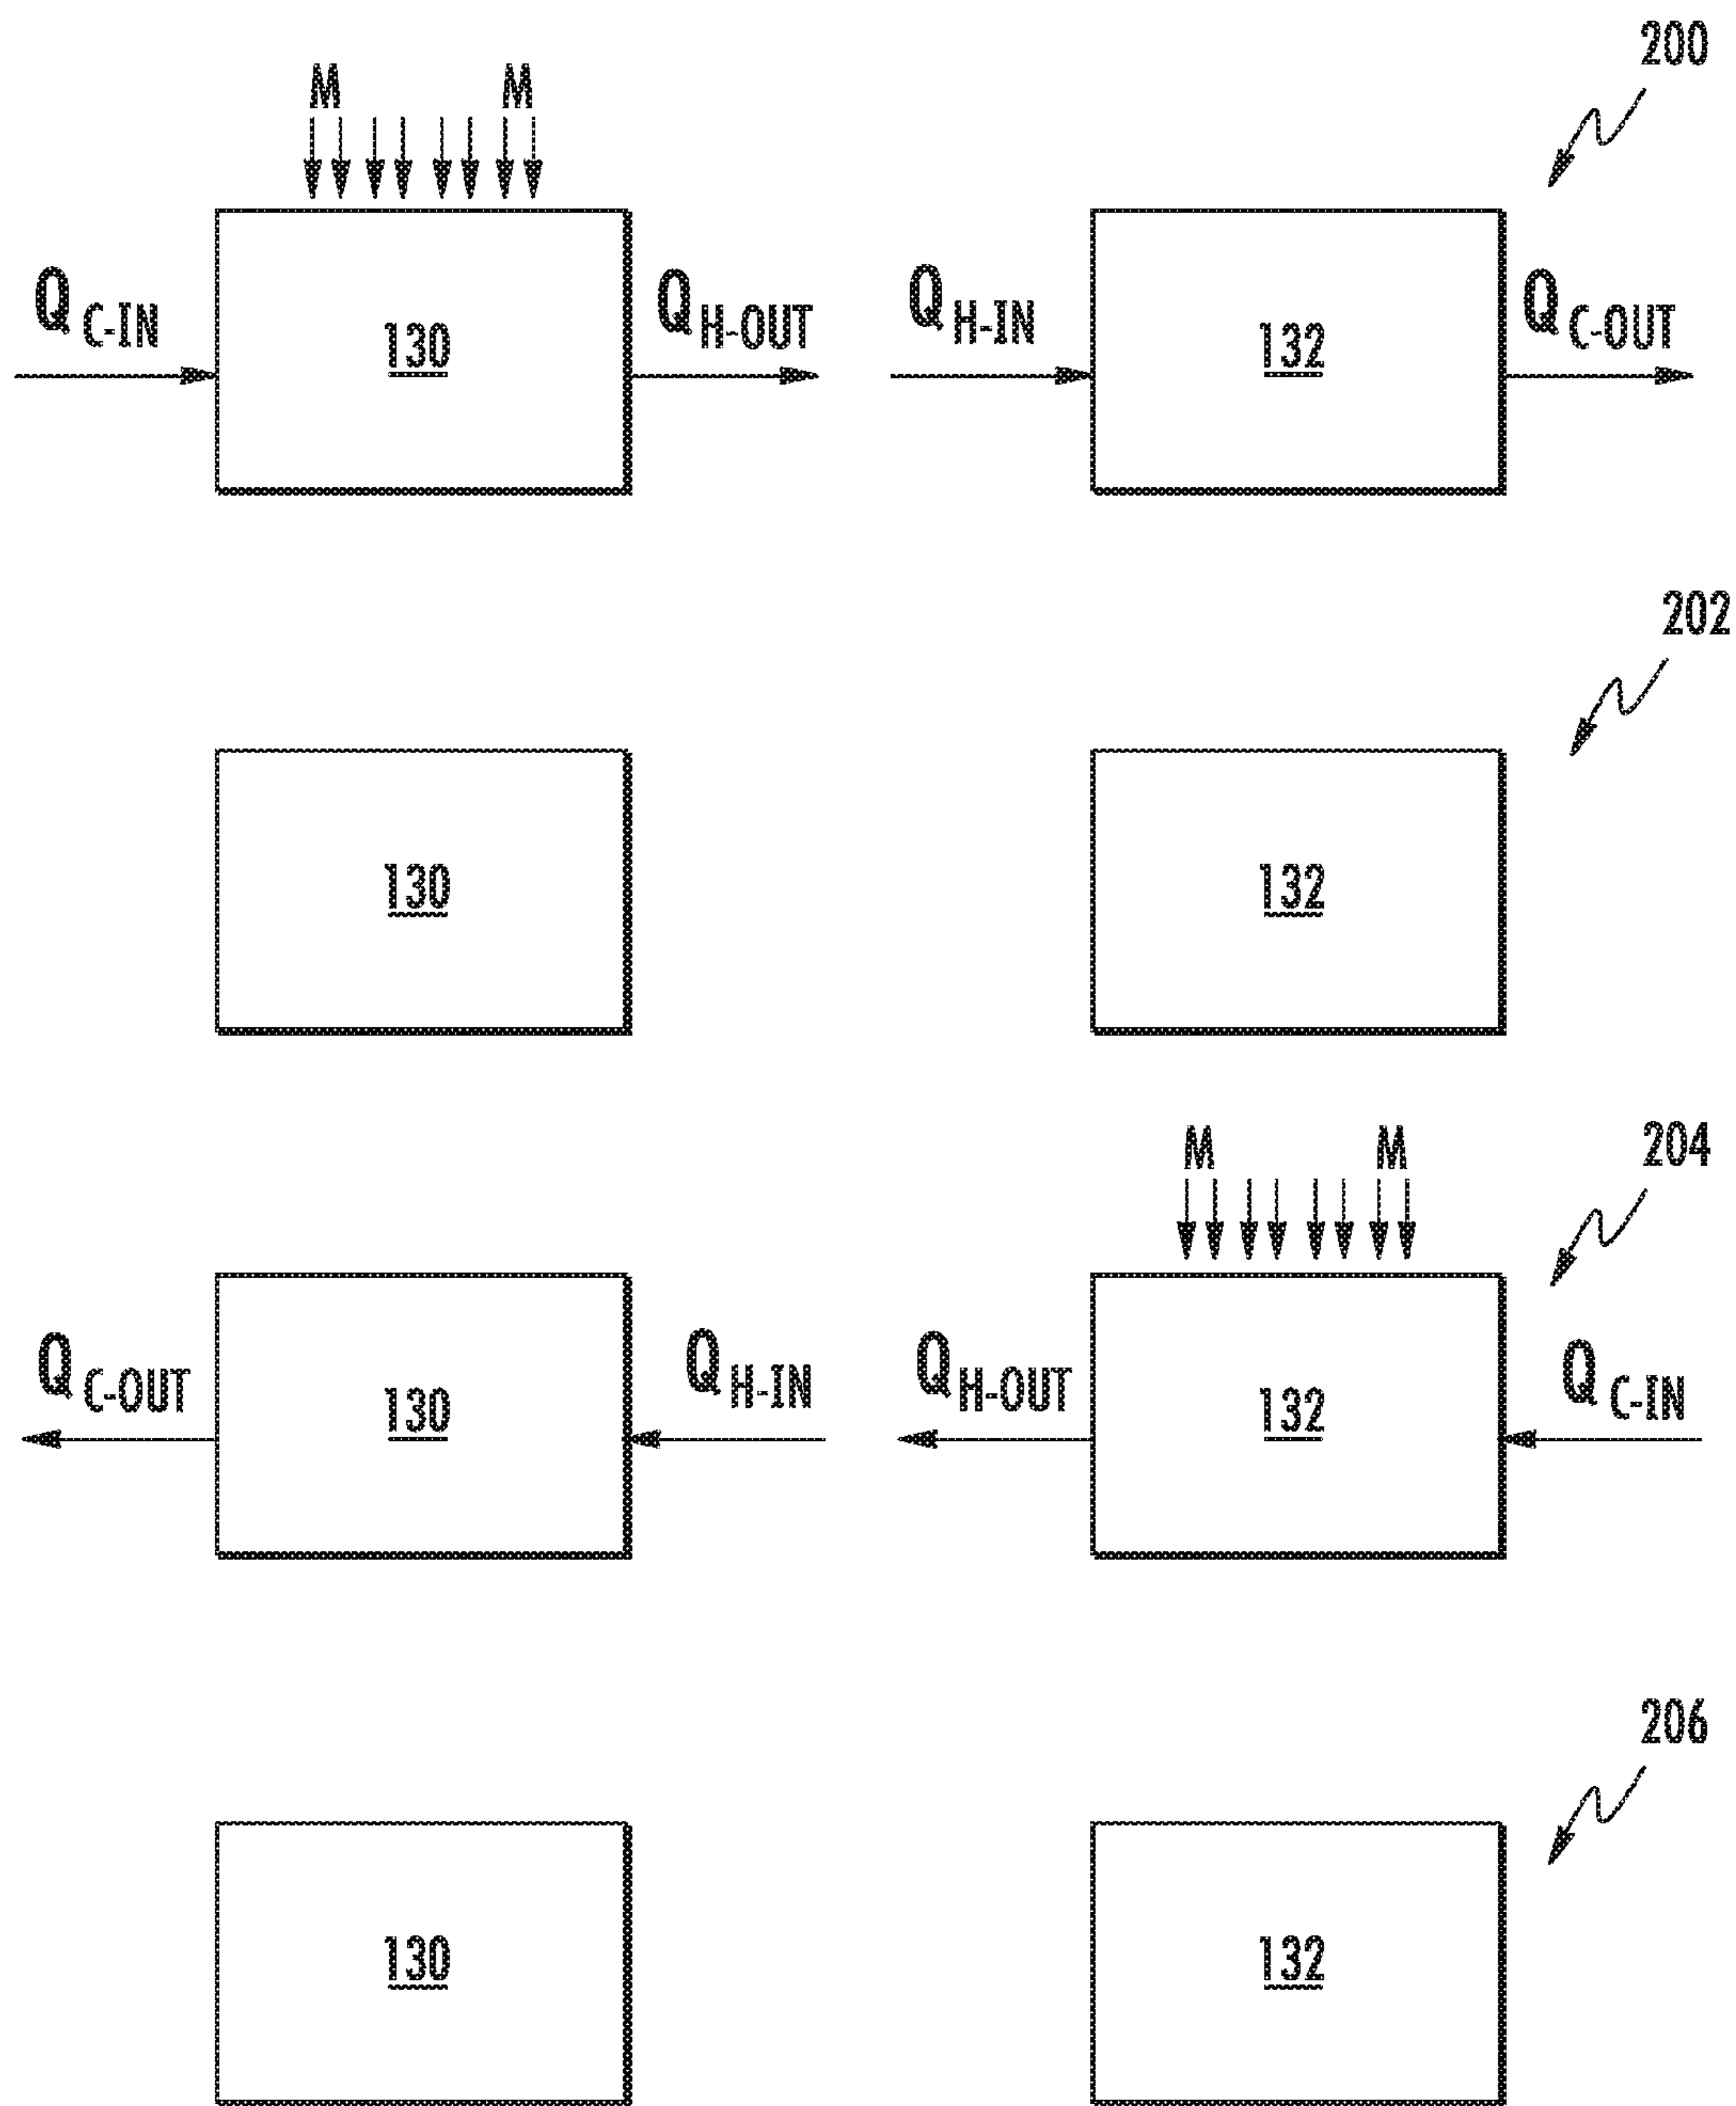 200
M M
Q C-IN 130 Q H-OUT Q H-IN 132 Q C-OUT
202
130 132
204
M M
Q C-OUT 130 Q H-IN Q H-OUT 132 Q C-IN
206
130 132